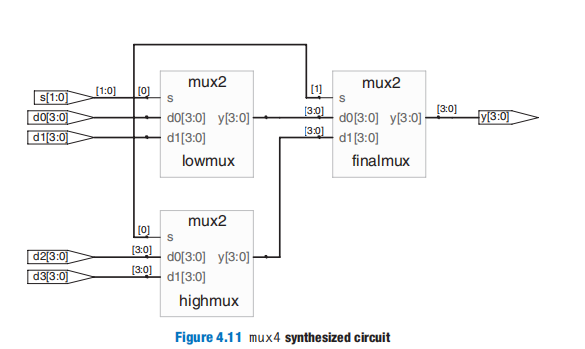 mux2
mux2
s[1:0] [1:0] [0] s [1] s
d0[3:0] d0[3:0] y[3:0] [3:0] d0[3:0] y[3:0] [3:0] y[3:0]
d1[3:0] d1[3:0] [3:0] d1[3:0]
lowmux finalmux
mux2
[0] s
d2[3:0] [3:0] d0[3:0] y[3:0]
d3[3:0] [3:0] d1[3:0]
highmux
Figure 4.11 mux4 synthesized circuit